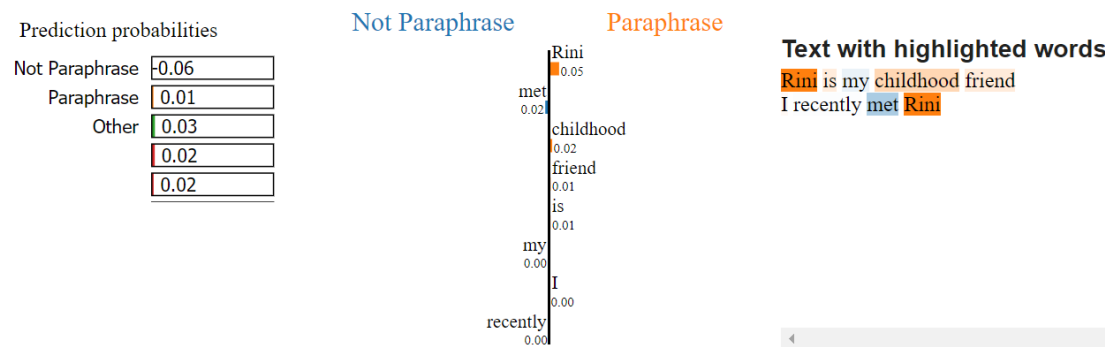 Prediction probabilities
Not Paraphrase -0.06
Paraphrase 0.01
Other 0.03
0.02
0.02
Not Paraphrase Paraphrase
Rini
0.05
met
0.02
childhood
0.02
friend
0.01
is
0.01
my
0.00
I
0.00
recently
0.00
Text with highlighted words
Rini is my childhood friend
I recently met Rini